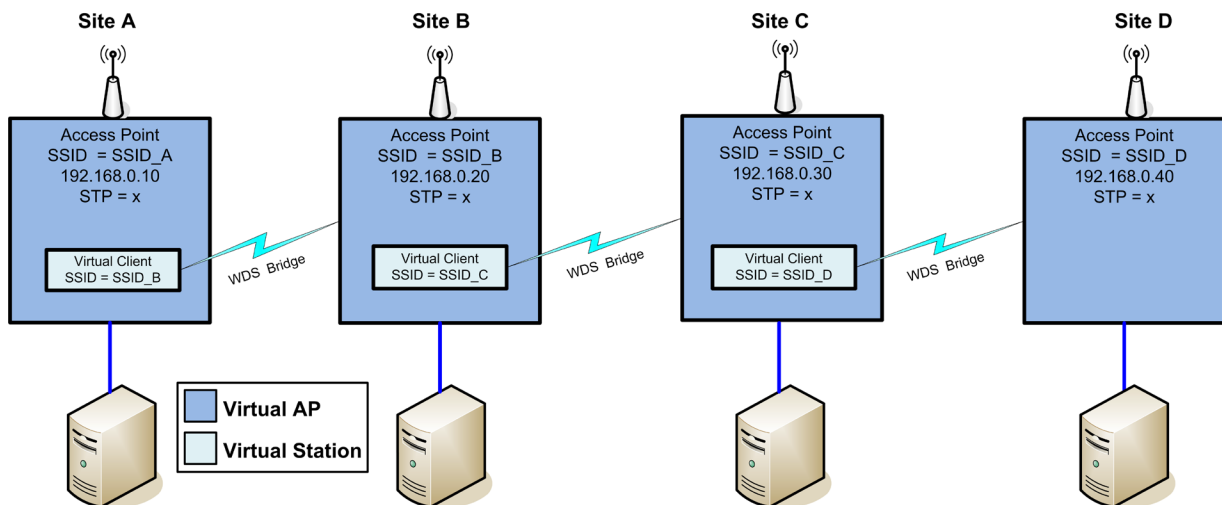 Site A
Site B
Site C
Site D
Access Point
SSID = SSID_A
192.168.0.10
STP = x
Virtual Client
SSID = SSID_B
WDS Bridge
Access Point
SSID = SSID_B
192.168.0.20
STP = x
Virtual Client
SSID = SSID_C
WDS Bridge
Access Point
SSID = SSID_C
192.168.0.30
STP = x
Virtual Client
SSID = SSID_D
WDS Bridge
Access Point
SSID = SSID_D
192.168.0.40
STP = x
Virtual AP
Virtual Station